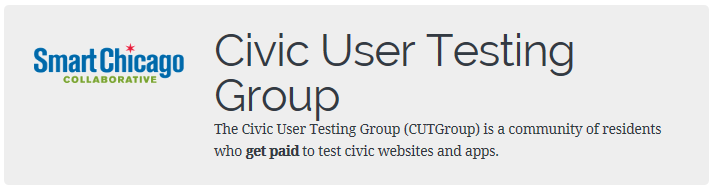 Smart Chicago
COLLABORATIVE
Civic User Testing
Group
The Civic User Testing Group (CUTGroup) is a community of residents
who get paid to test civic websites and apps.